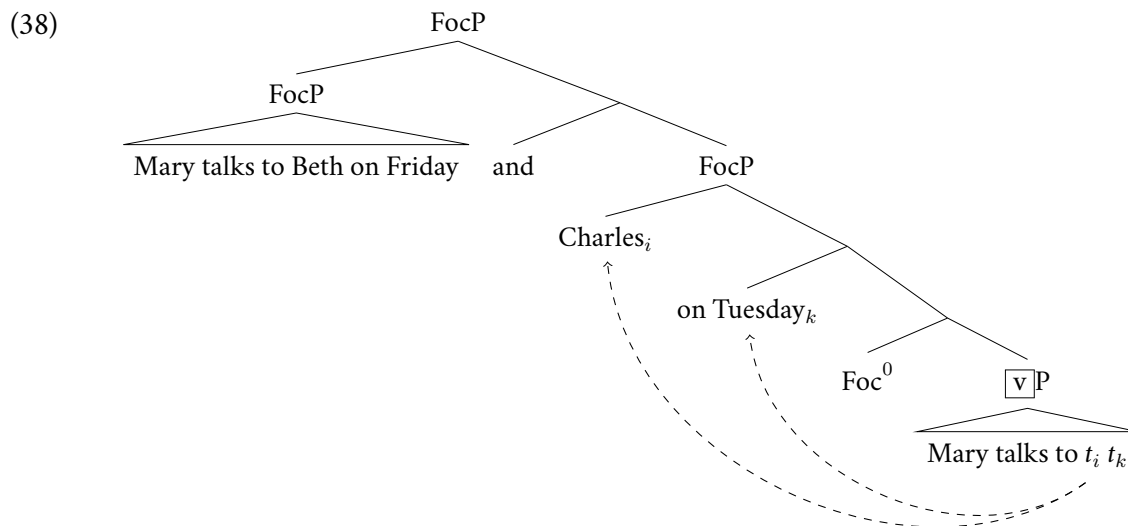 (38)
FocP
FocP
Mary talks to Beth on Friday and FocP
Charlesᵢ
on Tuesdayₖ
Foc⁰ vP
Mary talks to tᵢ tₖ